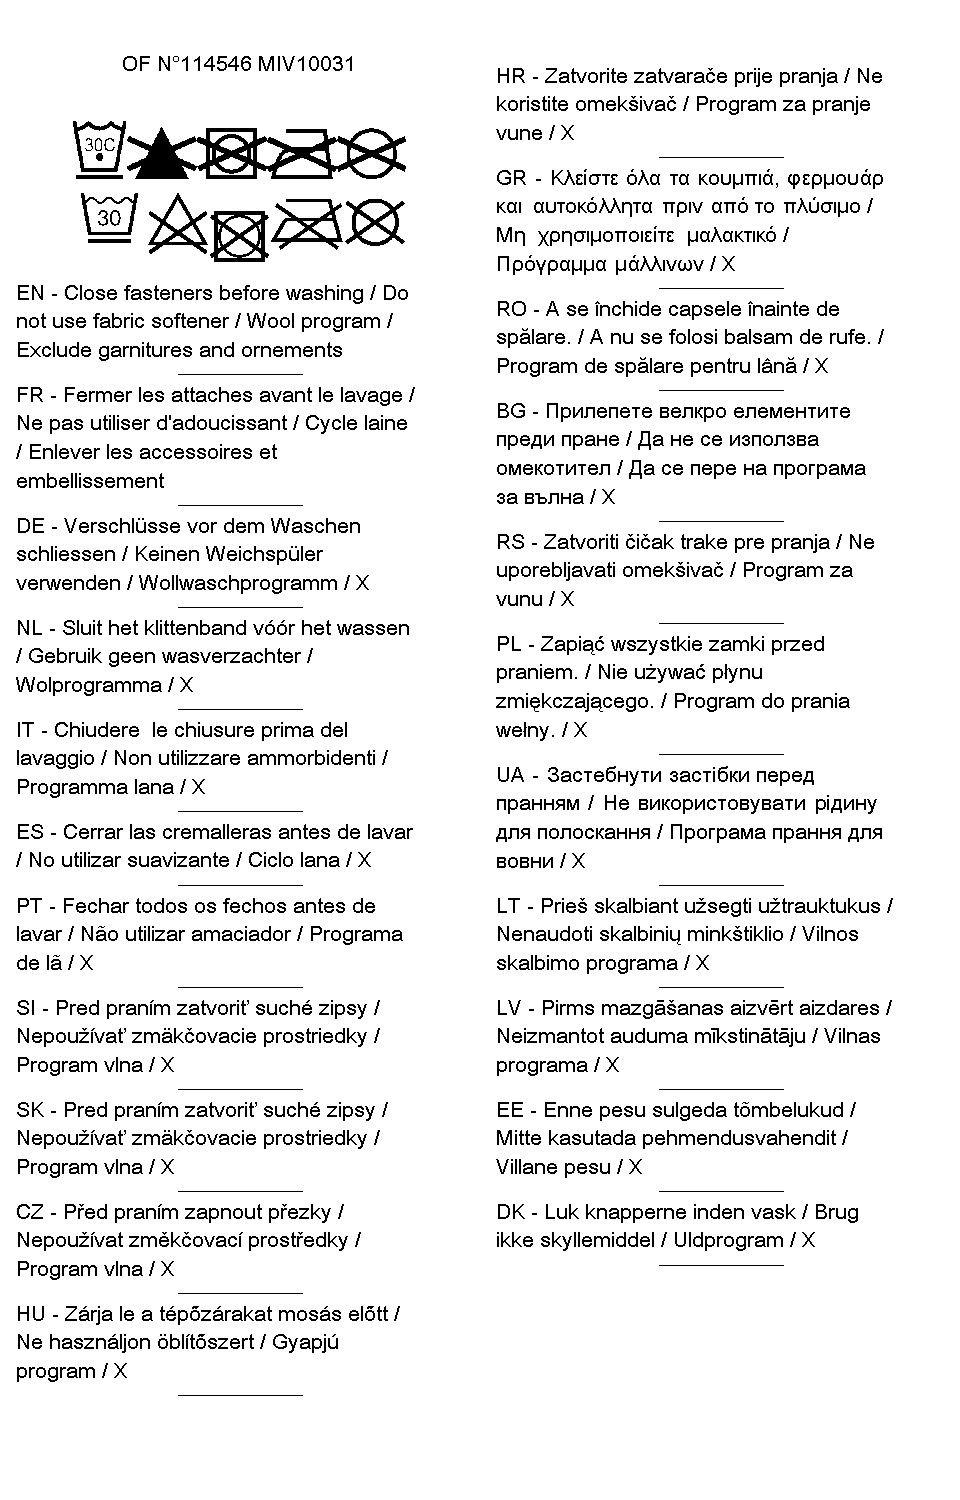 OF N°114546 MIV10031
30C
30
EN - Close fasteners before washing / Do
not use fabric softener / Wool program /
Exclude garnitures and ornements
FR - Fermer les attaches avant le lavage /
Ne pas utiliser d'adoucissant / Cycle laine
/ Enlever les accessoires et
embellissement
DE - Verschlüsse vor dem Waschen
schliessen / Keinen Weichspüler
verwenden / Wollwaschprogramm / X
NL - Sluit het klittenband vóór het wassen
/ Gebruik geen wasverzachter /
Wolprogramma / X
IT - Chiudere  le chiusure prima del
lavaggio / Non utilizzare ammorbidenti /
Programma lana / X
ES - Cerrar las cremalleras antes de lavar
/ No utilizar suavizante / Ciclo lana / X
PT - Fechar todos os fechos antes de
lavar / Não utilizar amaciador / Programa
de lã / X
SI - Pred praním zatvoriť suché zipsy /
Nepoužívať zmäkčovacie prostriedky /
Program vlna / X
SK - Pred praním zatvoriť suché zipsy /
Nepoužívať zmäkčovacie prostriedky /
Program vlna / X
CZ - Před praním zapnout přezky /
Nepoužívat změkčovací prostředky /
Program vlna / X
HU - Zárja le a tépőzárakat mosás előtt /
Ne használjon öblítőszert / Gyapjú
program / X
HR - Zatvorite zatvarače prije pranja / Ne
koristite omekšivač / Program za pranje
vune / X
GR - Κλείστε όλα τα κουμπιά, φερμουάρ
και αυτοκόλλητα πριν από το πλύσιμο /
Μη χρησιμοποιείτε μαλακτικό /
Πρόγραμμα μάλλινων / X
RO - A se închide capsele înainte de
spălare. / A nu se folosi balsam de rufe. /
Program de spălare pentru lână / X
BG - Прилепете велкро елементите
преди пране / Да не се използва
омекотител / Да се пере на програма
за вълна / X
RS - Zatvoriti čičak trake pre pranja / Ne
uporebljavati omekšivač / Program za
vunu / X
PL - Zapiąć wszystkie zamki przed
praniem. / Nie używać płynu
zmiękczającego. / Program do prania
wełny. / X
UA - Застебнути застібки перед
пранням / Не використовувати рідину
для полоскання / Програма прання для
вовни / X
LT - Prieš skalbiant užsegti užtrauktukus /
Nenaudoti skalbinių minkštiklio / Vilnos
skalbimo programa / X
LV - Pirms mazgāšanas aizvērt aizdares /
Neizmantot auduma mīkstinātāju / Vilnas
programa / X
EE - Enne pesu sulgeda tõmbelukud /
Mitte kasutada pehmendusvahendit /
Villane pesu / X
DK - Luk knapperne inden vask / Brug
ikke skyllemiddel / Uldprogram / X